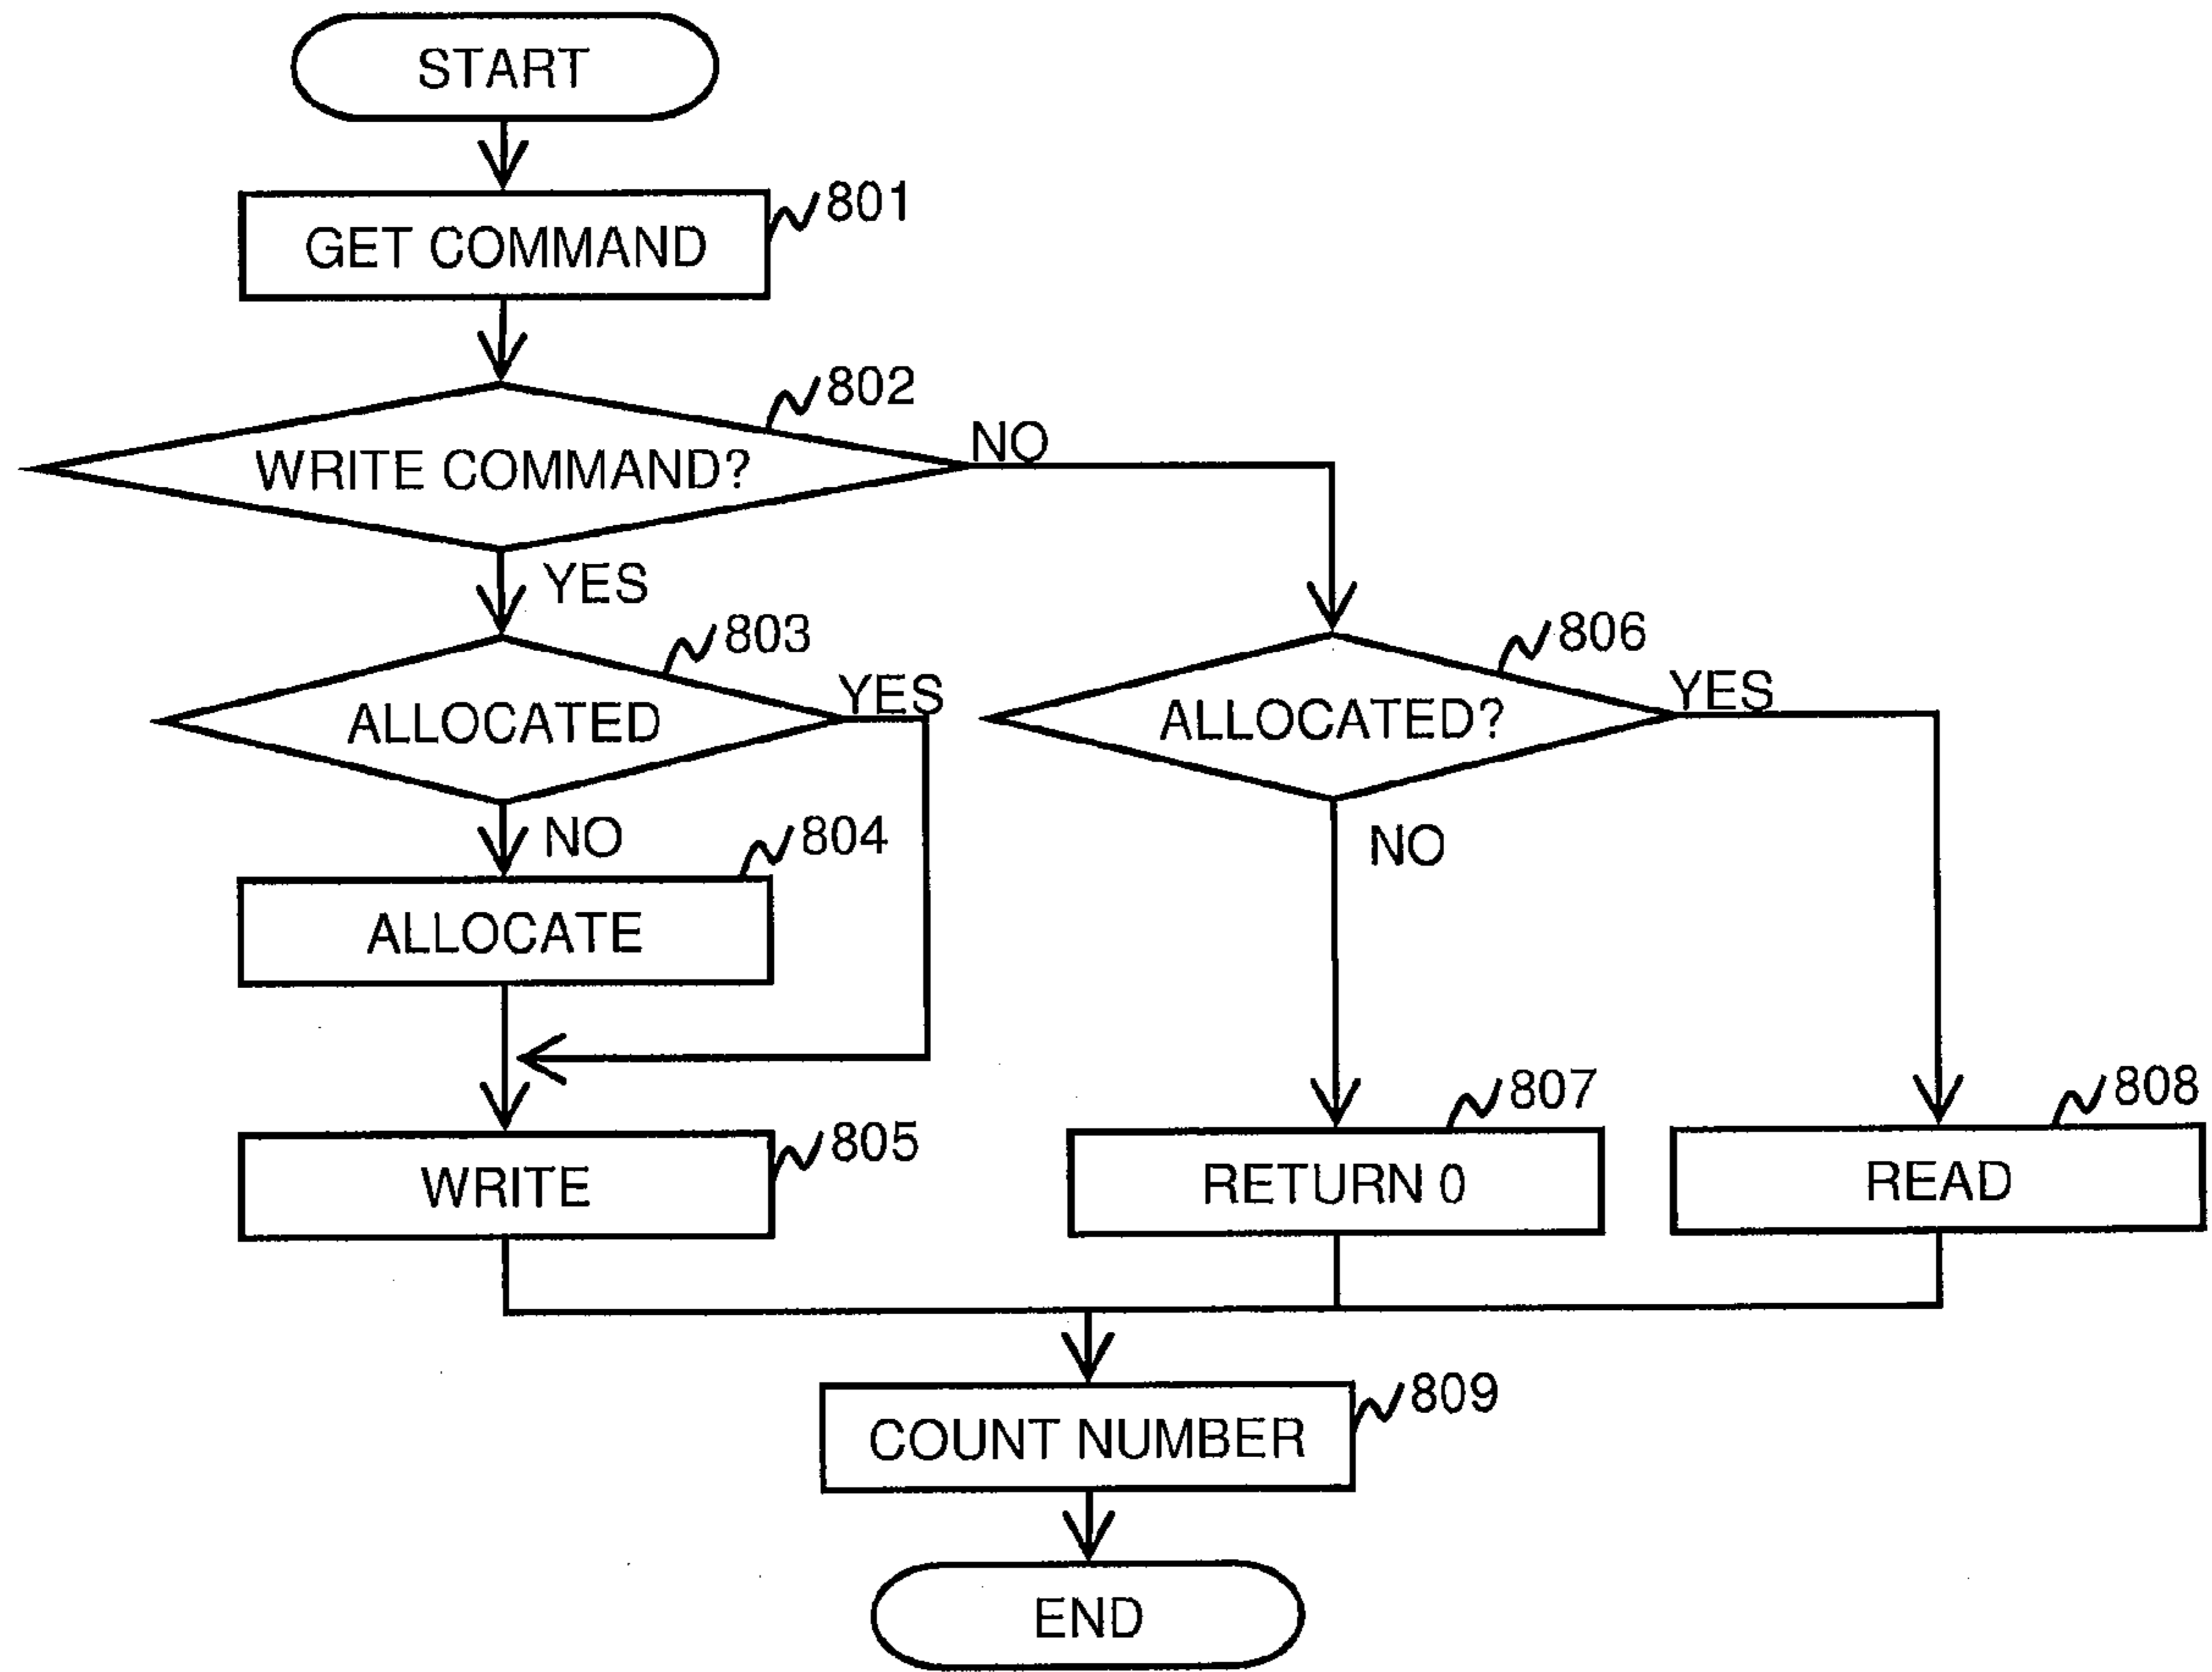 START
801
GET COMMAND
802
WRITE COMMAND?
NO
YES
803
ALLOCATED
YES
806
ALLOCATED?
YES
NO
804
ALLOCATE
NO
805
WRITE
807
RETURN 0
808
READ
809
COUNT NUMBER
END